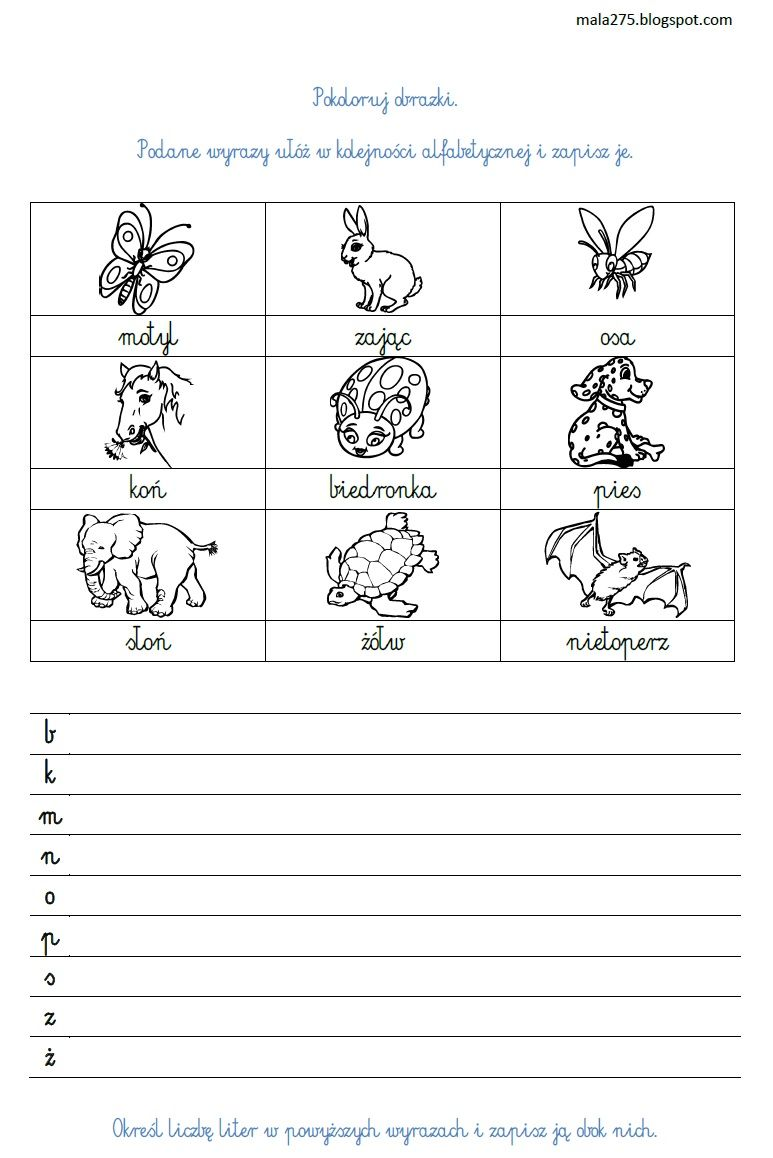 mala275.blogspot.com
Pokoloruj obrazki.
Podane wyrazy ułóż w kolejności alfabetycznej i zapisz je.
motyl zając osa
koń biedronka pies
słoń żółw nietoperz
b
k
m
n
o
p
s
z
ż
Określ liczbę liter w powyższych wyrazach i zapisz ją obok nich.